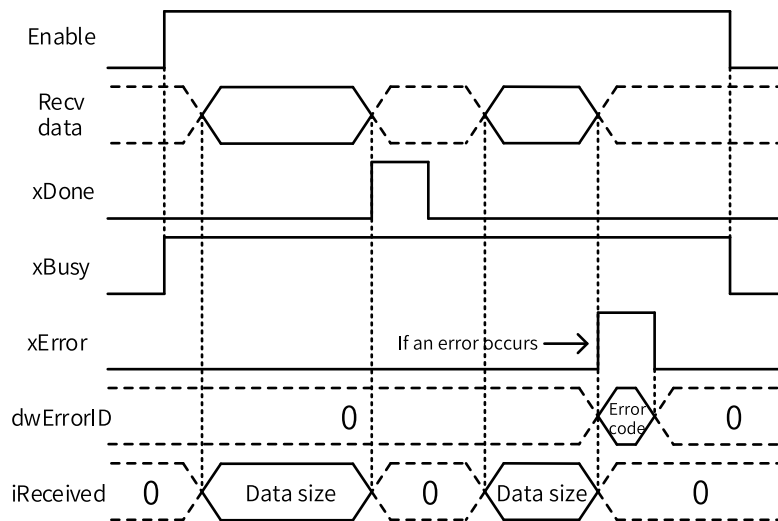 Enable
Recv
data
xDone
xBusy
xError
If an error occurs
dwErrorID
0
Error
code
0
iReceived
0
Data size
0
Data size
0